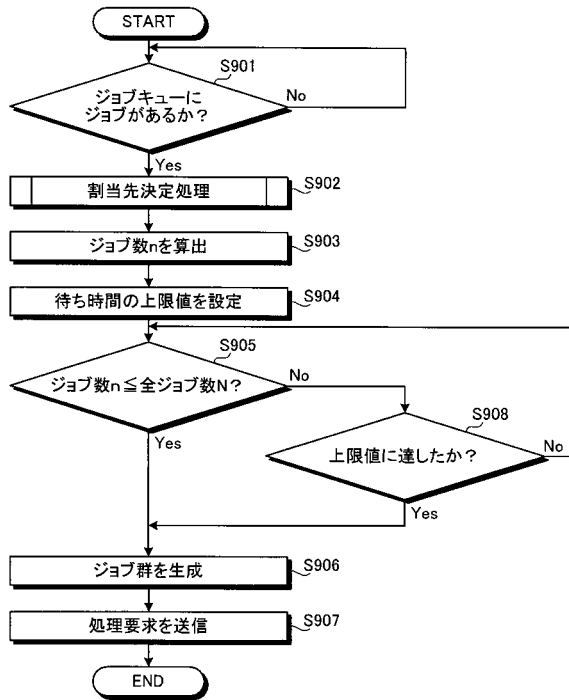 START
S901
No
ジョブキューに
ジョブがあるか?
Yes
割当先決定処理
S902
ジョブ数nを算出
S903
待ち時間の上限値を設定
S904
S905
ジョブ数n≦全ジョブ数N?
No
S908
上限値に達したか?
No
Yes
Yes
ジョブ群を生成
S906
処理要求を送信
S907
END